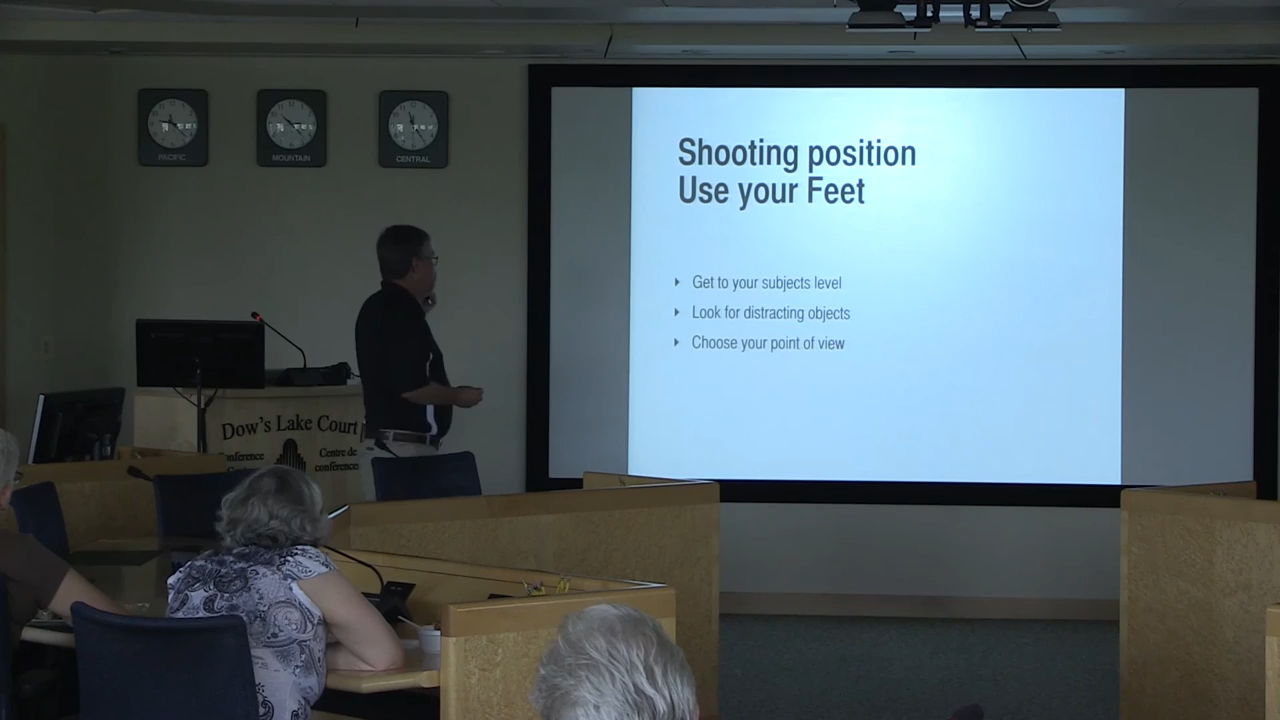 PACIFIC
MOUNTAIN
CENTRAL
Shooting position
Use your Feet
Get to your subjects level
Look for distracting objects
Choose your point of view
Dow's Lake Court
Centre de
conférence